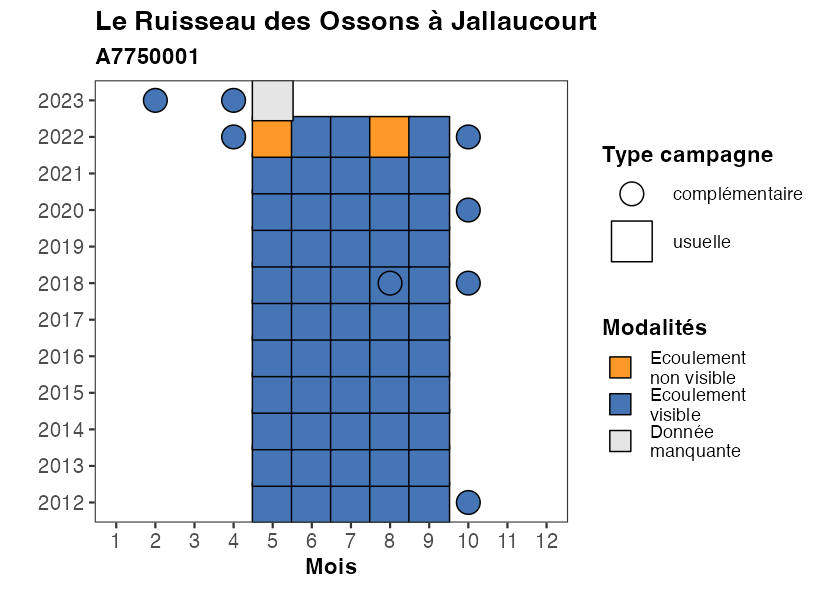 Le Ruisseau des Ossons à Jallaucourt
A7750001
2023
2022
2021
2020
2019
2018
2017
2016
2015
2014
2013
2012
1 2 3 4 5 6 7 8 9 10 11 12
Mois
Type campagne
complémentaire
usuelle
Modalités
Ecoulement
non visible
Ecoulement
visible
Donnée
manquante